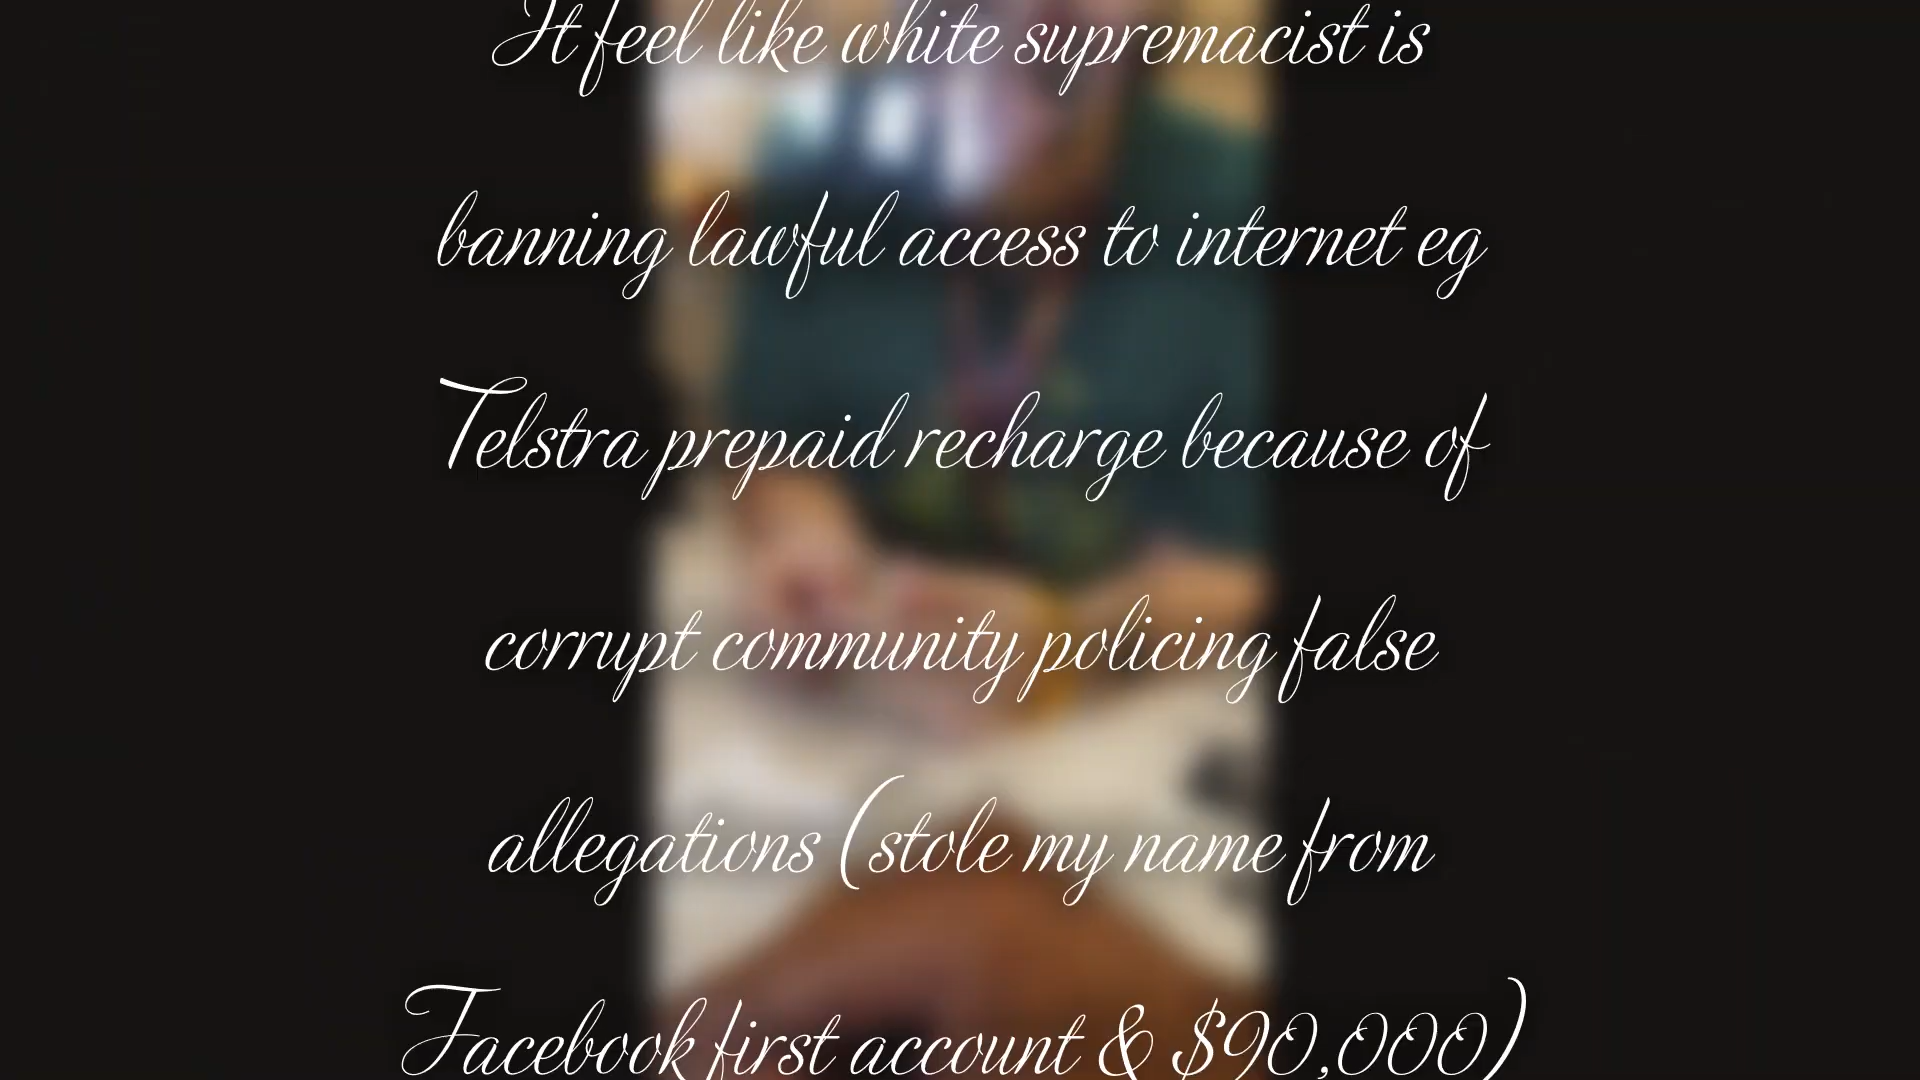 It feel like white supremacist is
banning lawful access to internet eg
Telstra prepaid recharge because of
corrupt community policing false
allegations (stole my name from
Facebook first account & $90,000)